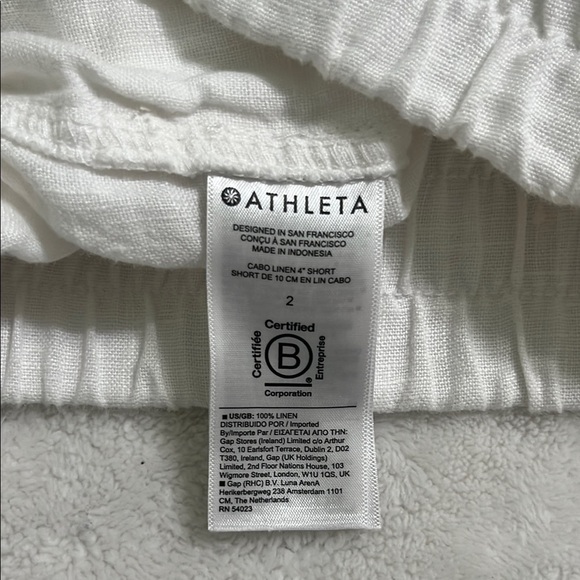 ATHLETA
DESIGNED IN SAN FRANCISCO
CONÇU À SAN FRANCISCO
MADE IN INDONESIA
CABO LINEN 4" SHORT
SHORT DE 10 CM EN LIN CABO
2
Certified
Certifiée
B
Entreprise
®
Corporation
■ US/GB: 100% LINEN
DISTRIBUIDO POR / Imported
By/Importe Par / ΕΙΣΑΓΕΤΑΙ ΑΠΟ ΤΗΝ:
Gap Stores (Ireland) Limited c/o Arthur
Cox, 10 Earlsfort Terrace, Dublin 2, D02
T380, Ireland, Gap (UK Holdings)
Limited, 2nd Floor Nations House, 103
Wigmore Street, London, W1U 1QS, UK
■ Gap (RHC) B.V. Luna ArenA
Herikerbergweg 238 Amsterdam 1101
CM, The Netherlands
RN 54023